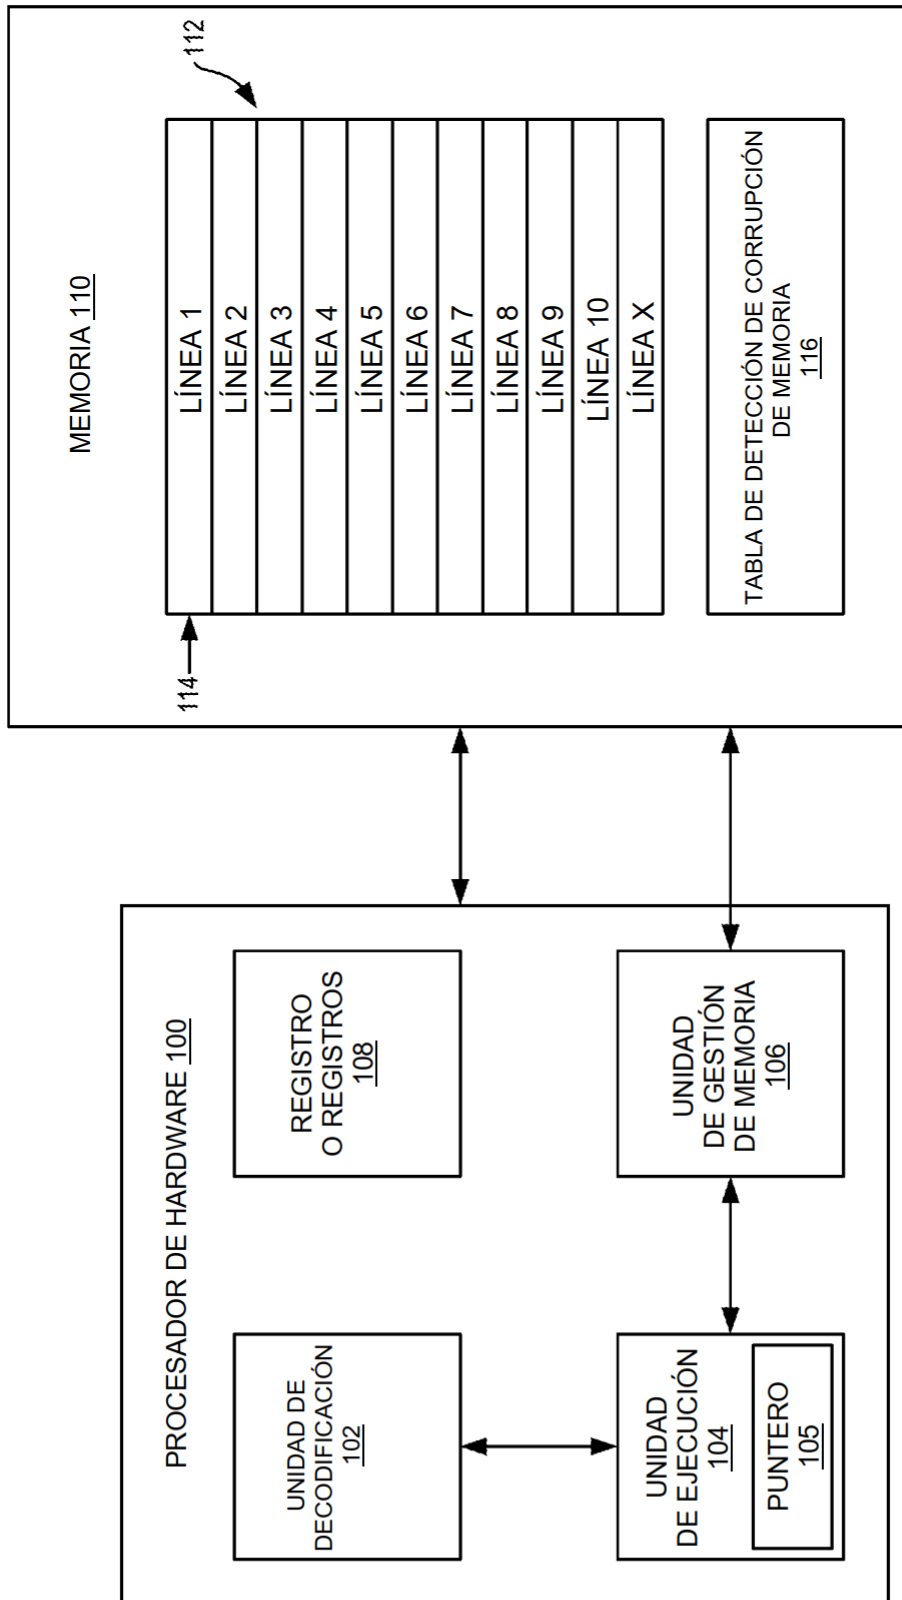 PROCESADOR DE HARDWARE 100
UNIDAD DE
DECODIFICACIÓN
102
REGISTRO
O REGISTROS
108
UNIDAD
DE EJECUCIÓN
104
PUNTERO
105
UNIDAD
DE GESTIÓN
DE MEMORIA
106
MEMORIA 110
112
114
LÍNEA 1
LÍNEA 2
LÍNEA 3
LÍNEA 4
LÍNEA 5
LÍNEA 6
LÍNEA 7
LÍNEA 8
LÍNEA 9
LÍNEA 10
LÍNEA X
TABLA DE DETECCIÓN DE CORRUPCIÓN
DE MEMORIA
116